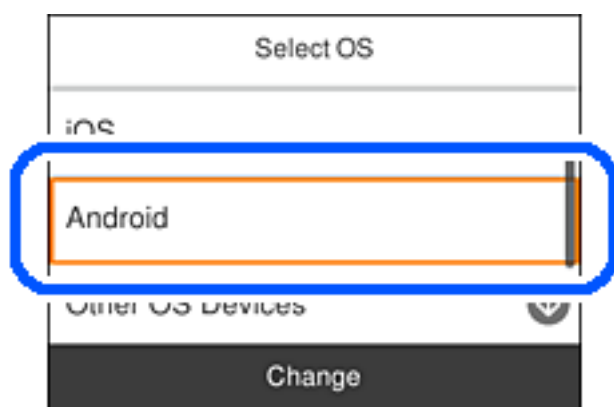 Select OS
iOS
Android
Other OS Devices
Change